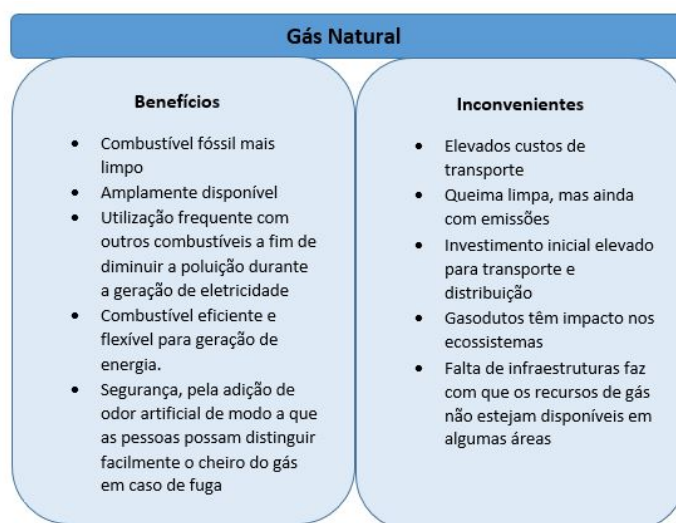 Gás Natural
Benefícios
• Combustível fóssil mais
limpo
• Amplamente disponível
• Utilização frequente com
outros combustíveis a fim de
diminuir a poluição durante
a geração de eletricidade
• Combustível eficiente e
flexível para geração de
energia.
• Segurança, pela adição de
odor artificial de modo a que
as pessoas possam distinguir
facilmente o cheiro do gás
em caso de fuga
Inconvenientes
• Elevados custos de
transporte
• Queima limpa, mas ainda
com emissões
• Investimento inicial elevado
para transporte e
distribuição
• Gasodutos têm impacto nos
ecossistemas
• Falta de infraestruturas faz
com que os recursos de gás
não estejam disponíveis em
algumas áreas